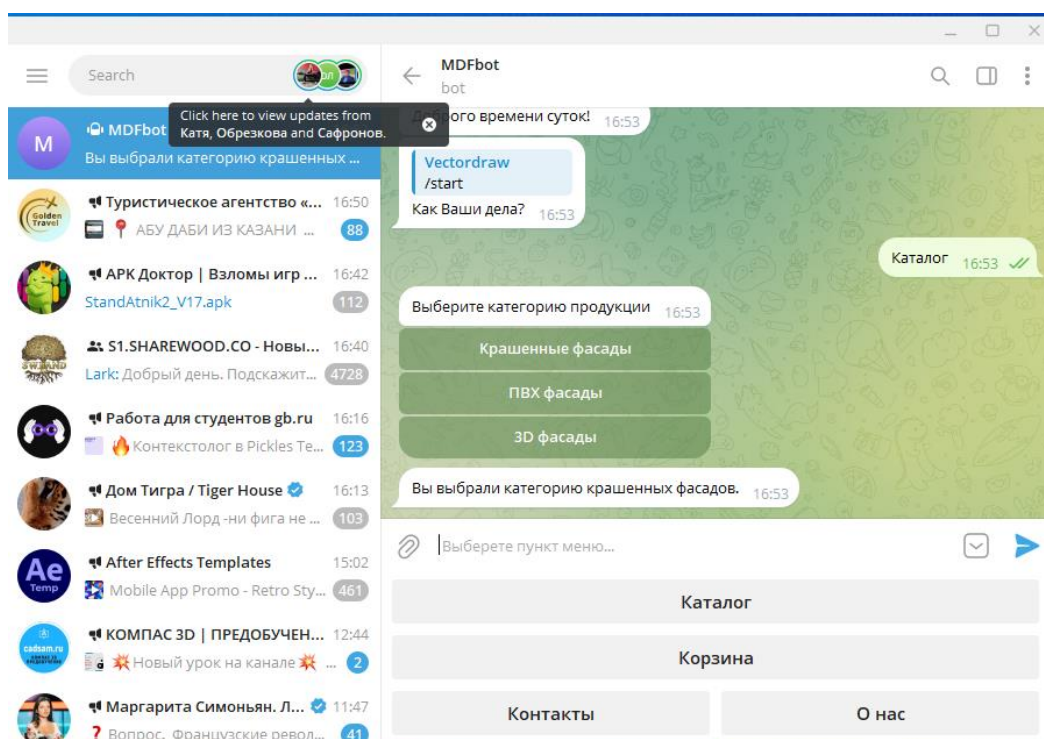 Search
Click here to view updates from
Катя, Обрезкова and Сафронов.
MDFbot
Вы выбрали категорию крашенных ...
M
Golden
Travel
Туристическое агентство «... 16:50
АБУ ДАБИ ИЗ КАЗАНИ ... 88
АРК Доктор | Взломы игр ... 16:42
StandAtnik2_V17.apk 112
S1.SHAREWOOD.CO - Новы... 16:40
Lark: Добрый день. Подскажит... 4728
Работа для студентов gb.ru 16:16
Контекстолог в Pickles Te... 123
Дом Тигра / Tiger House 16:13
Весенний Лорд -ни фига не ... 103
Ae
Temp
After Effects Templates 15:02
Mobile App Promo - Retro Sty... 461
cadsam.ru
КОМПАС 3D | ПРЕДОБУЧЕН... 12:44
Новый урок на канале ... 2
Маргарита Симоньян. Л... 11:47
Вопрос. Французские револ... 41
MDFbot
bot
Доброго времени суток! 16:53
Vectordraw
/start
Как Ваши дела? 16:53
Каталог 16:53
Выберите категорию продукции 16:53
Крашенные фасады
ПВХ фасады
3D фасады
Вы выбрали категорию крашенных фасадов. 16:53
Выберете пункт меню...
Каталог
Корзина
Контакты
О нас